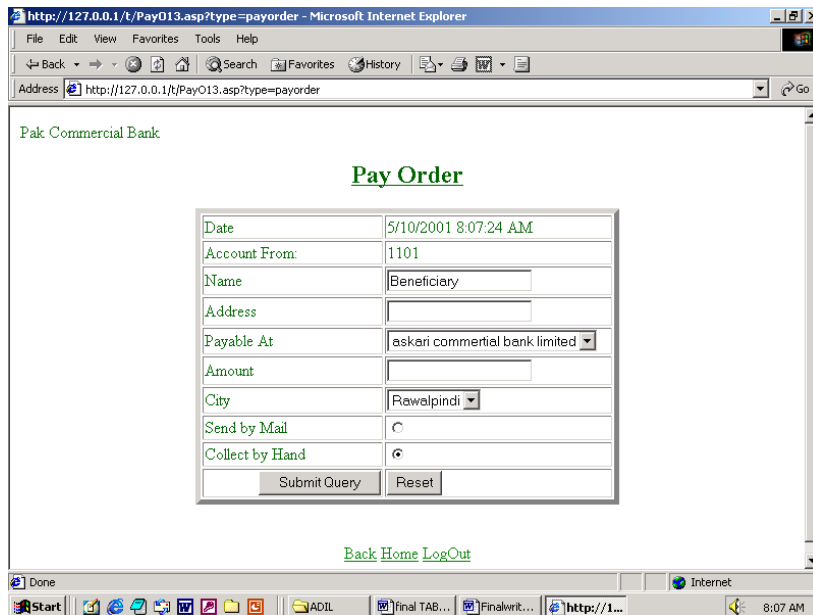 http://127.0.0.1/t/PayO13.asp?type=payorder - Microsoft Internet Explorer
File Edit View Favorites Tools Help
Back Search Favorites History
Address http://127.0.0.1/t/PayO13.asp?type=payorder Go
Pak Commercial Bank
Pay Order
Date 5/10/2001 8:07:24 AM
Account From: 1101
Name Beneficiary
Address
Payable At askari commertial bank limited
Amount
City Rawalpindi
Send by Mail
Collect by Hand
Submit Query Reset
Back Home LogOut
Done Internet
Start ADIL final TAB... Finalwrit... http://1... 8:07 AM